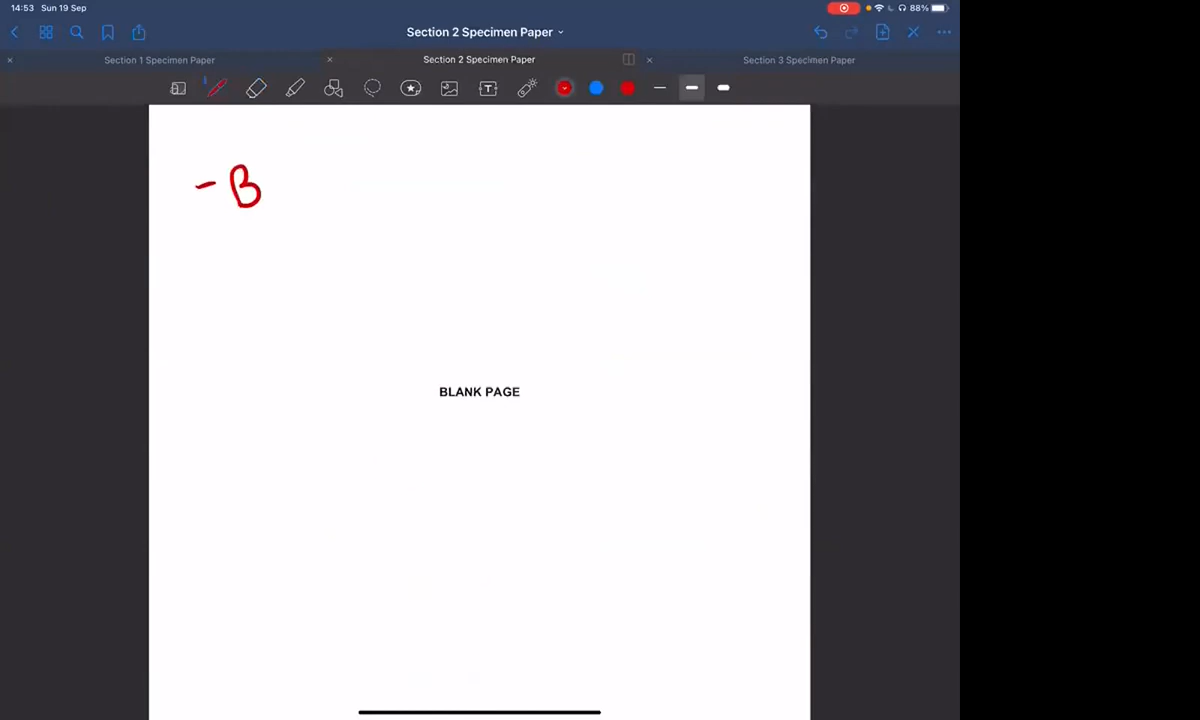 14:53 Sun 19 Sep
88%
Section 2 Specimen Paper
Section 1 Specimen Paper
Section 2 Specimen Paper
Section 3 Specimen Paper
T
- B
BLANK PAGE